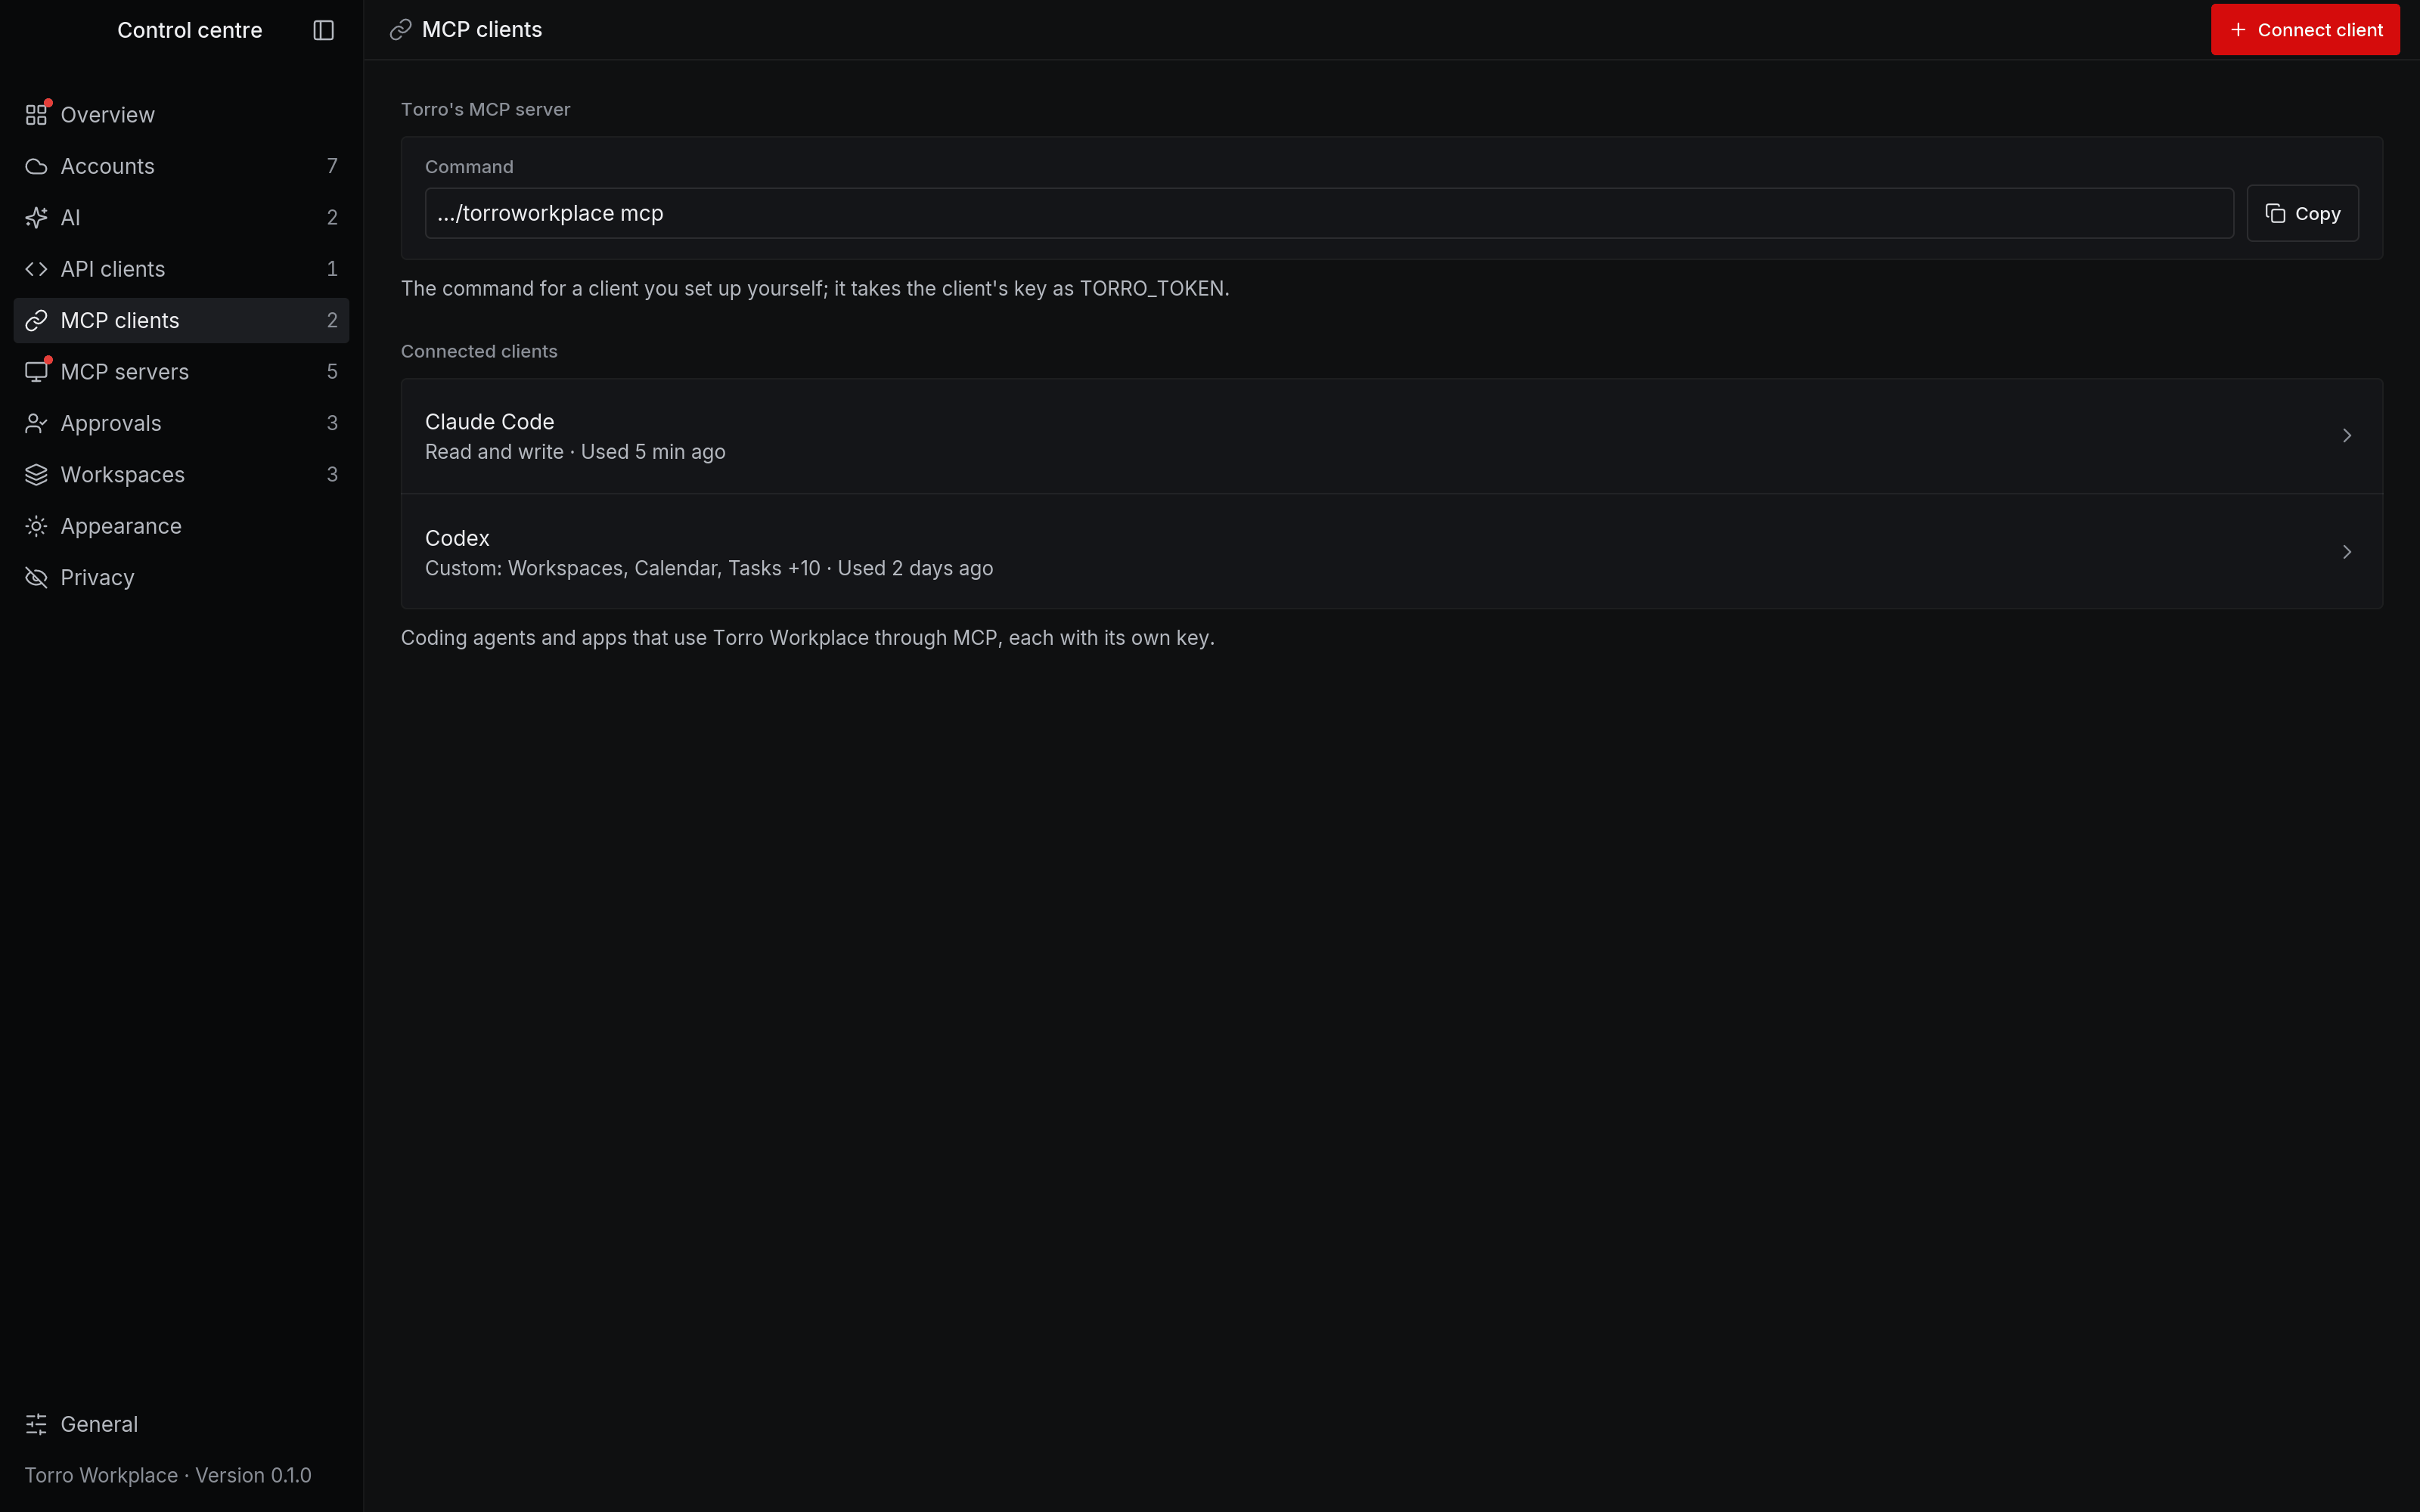 Control centre
Overview
Accounts 7
AI 2
API clients 1
MCP clients 2
MCP servers 5
Approvals 3
Workspaces 3
Appearance
Privacy
General
Torro Workplace · Version 0.1.0
MCP clients
Connect client
Torro's MCP server
Command
.../torroworkplace mcp
Copy
The command for a client you set up yourself; it takes the client's key as TORRO_TOKEN.
Connected clients
Claude Code
Read and write · Used 5 min ago
Codex
Custom: Workspaces, Calendar, Tasks +10 · Used 2 days ago
Coding agents and apps that use Torro Workplace through MCP, each with its own key.